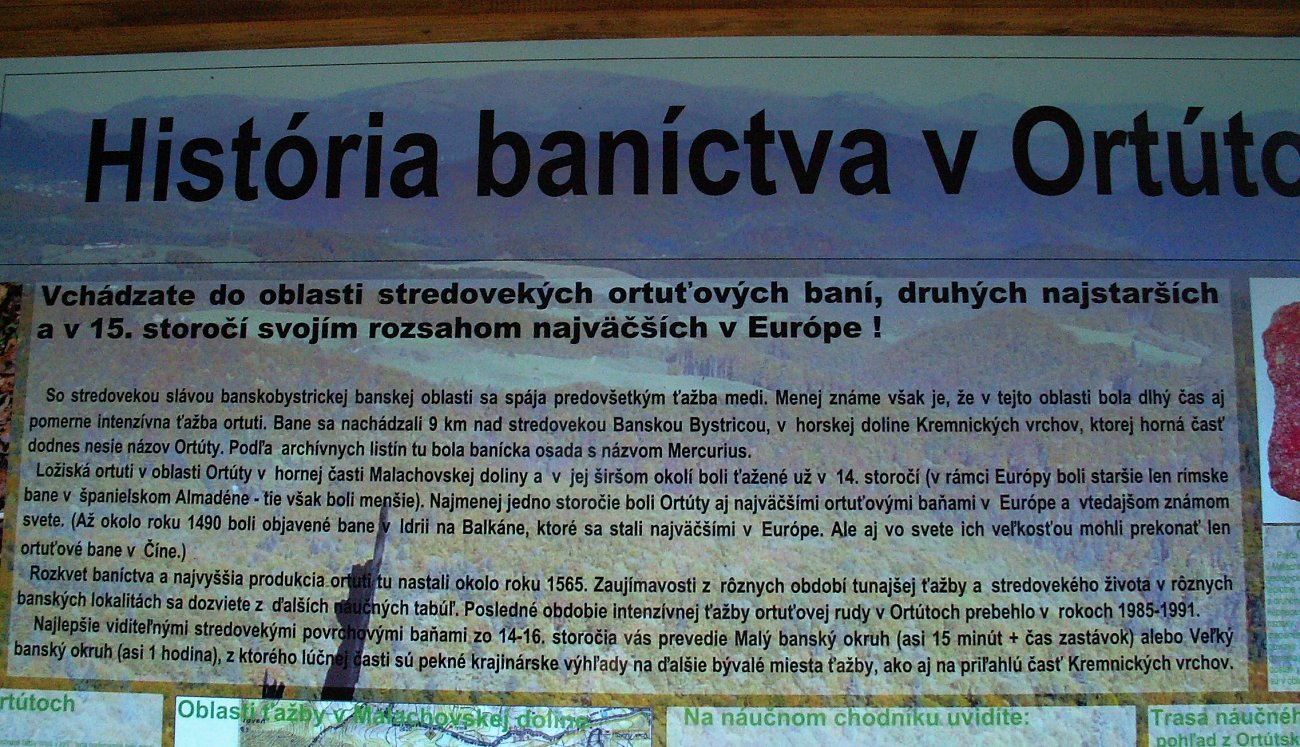 História baníctva v Ortúto
Vchádzate do oblasti stredovekých ortuťových baní, druhých najstarších
a v 15. storočí svojím rozsahom najväčších v Európe !
So stredovekou slávou banskobystrickej banskej oblasti sa spája predovšetkým ťažba medi. Menej známe však je, že v tejto oblasti bola dlhý čas aj
pomerne intenzívna ťažba ortuti. Bane sa nachádzali 9 km nad stredovekou Banskou Bystricou, v horskej doline Kremnických vrchov, ktorej horná časť
dodnes nesie názov Ortúty. Podľa archívnych listín tu bola banícka osada s názvom Mercurius.
Ložiská ortuti v oblasti Ortúty v hornej časti Malachovskej doliny a v jej širšom okolí boli ťažené už v 14. storočí (v rámci Európy boli staršie len rímske
bane v španielskom Almadéne - tie však boli menšie). Najmenej jedno storočie boli Ortúty aj najväčšími ortuťovými baňami v Európe a vtedajšom známom
svete. (Až okolo roku 1490 boli objavené bane v Idrii na Balkáne, ktoré sa stali najväčšími v Európe. Ale aj vo svete ich veľkosťou mohli prekonať len
ortuťové bane v Číne.)
Rozkvet baníctva a najvyššia produkcia ortuti tu nastali okolo roku 1565. Zaujímavosti z rôznych období tunajšej ťažby a stredovekého života v rôznych
banských lokalitách sa dozviete z ďalších náučných tabúľ. Posledné obdobie intenzívnej ťažby ortuťovej rudy v Ortútoch prebehlo v rokoch 1985-1991.
Najlepšie viditeľnými stredovekými povrchovými baňami zo 14-16. storočia vás prevedie Malý banský okruh (asi 15 minút + čas zastávok) alebo Veľký
banský okruh (asi 1 hodina), z ktorého lúčnej časti sú pekné krajinárske výhľady na ďalšie bývalé miesta ťažby, ako aj na priľahlú časť Kremnických vrchov.
rtútoch
Oblasti ťažby v Malachovskej doline
Na náučnom chodníku uvidíte:
Trasa náučnéh
pohľad z Ortútsk